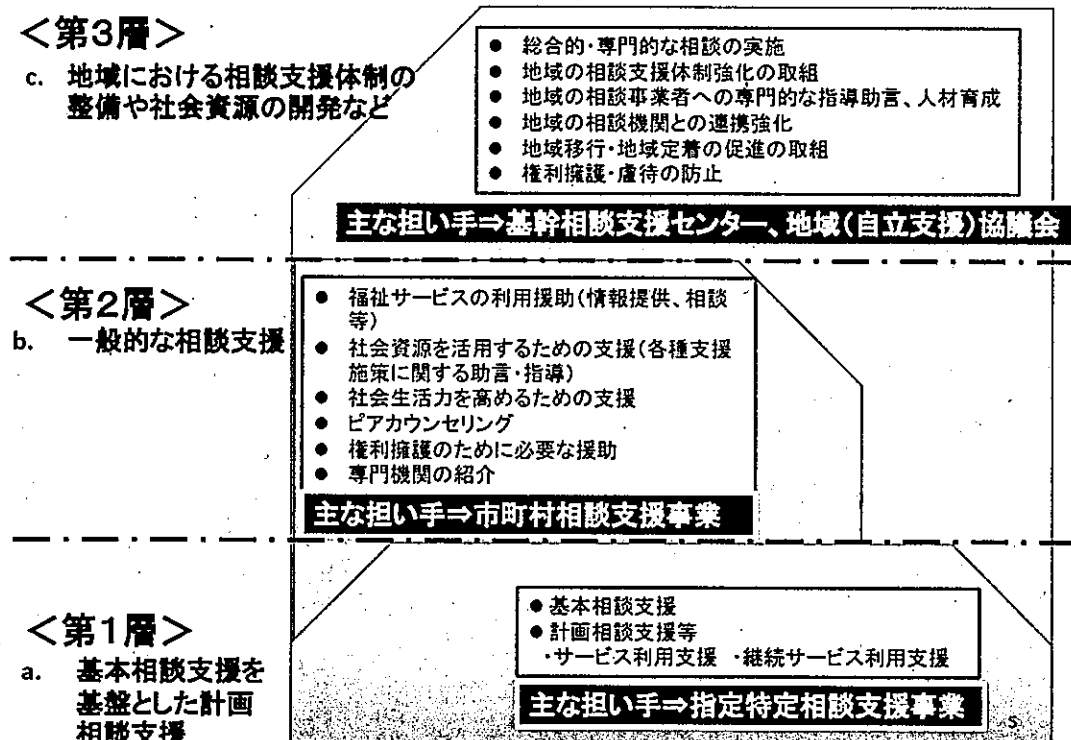 ＜第3層＞
c. 地域における相談支援体制の
整備や社会資源の開発など
● 総合的・専門的な相談の実施
● 地域の相談支援体制強化の取組
● 地域の相談事業者への専門的な指導助言、人材育成
● 地域の相談機関との連携強化
● 地域移行・地域定着の促進の取組
● 権利擁護・虐待の防止
主な担い手⇒基幹相談支援センター、地域（自立支援）協議会
＜第2層＞
b. 一般的な相談支援
● 福祉サービスの利用援助（情報提供、相談
等）
● 社会資源を活用するための支援（各種支援
施策に関する助言・指導）
● 社会生活力を高めるための支援
● ピアカウンセリング
● 権利擁護のために必要な援助
● 専門機関の紹介
主な担い手⇒市町村相談支援事業
＜第1層＞
a. 基本相談支援を
基盤とした計画
相談支援
● 基本相談支援
● 計画相談支援等
・サービス利用支援 ・継続サービス利用支援
主な担い手⇒指定特定相談支援事業
5